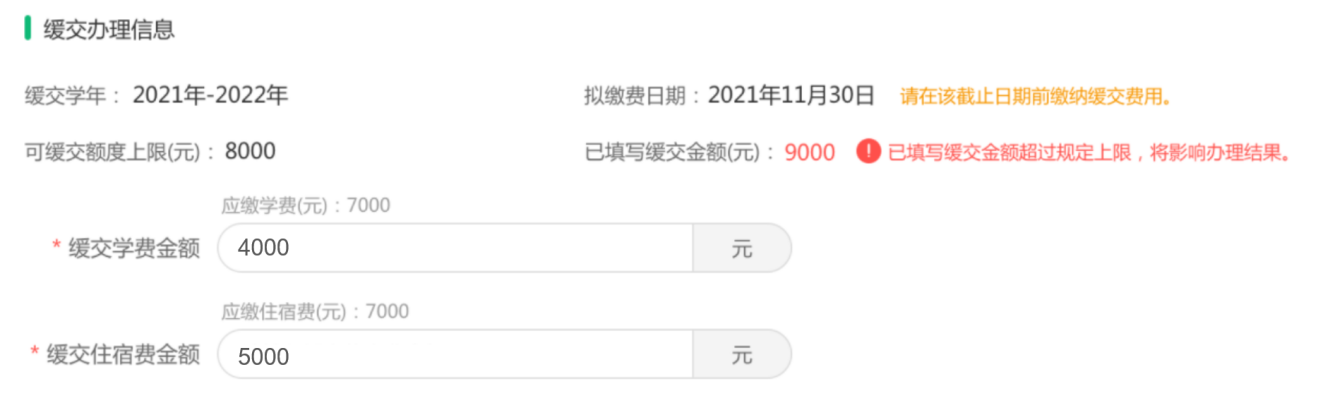 缓交办理信息
缓交学年： 2021年-2022年
拟缴费日期：2021年11月30日 请在该截止日期前缴纳缓交费用。
可缓交额度上限(元)： 8000
已填写缓交金额(元)： 9000 ! 已填写缓交金额超过规定上限，将影响办理结果。
应缴学费(元)：7000
* 缓交学费金额 4000 元
应缴住宿费(元)：7000
* 缓交住宿费金额 5000 元